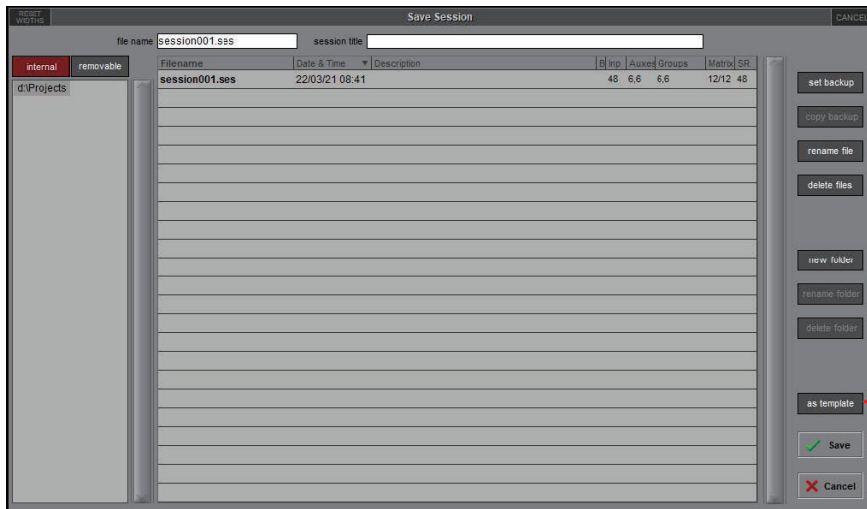 RESET WIDTHS
Save Session
CANCEL
file name session001.ses session title
internal removable
d:\Projects
Filename Date & Time Description B Inp Auxes Groups Matrix SR
session001.ses 22/03/21 08:41 48 6,6 6,6 12/12 48
set backup
copy backup
rename file
delete files
new folder
rename folder
delete folder
as template
Save
Cancel